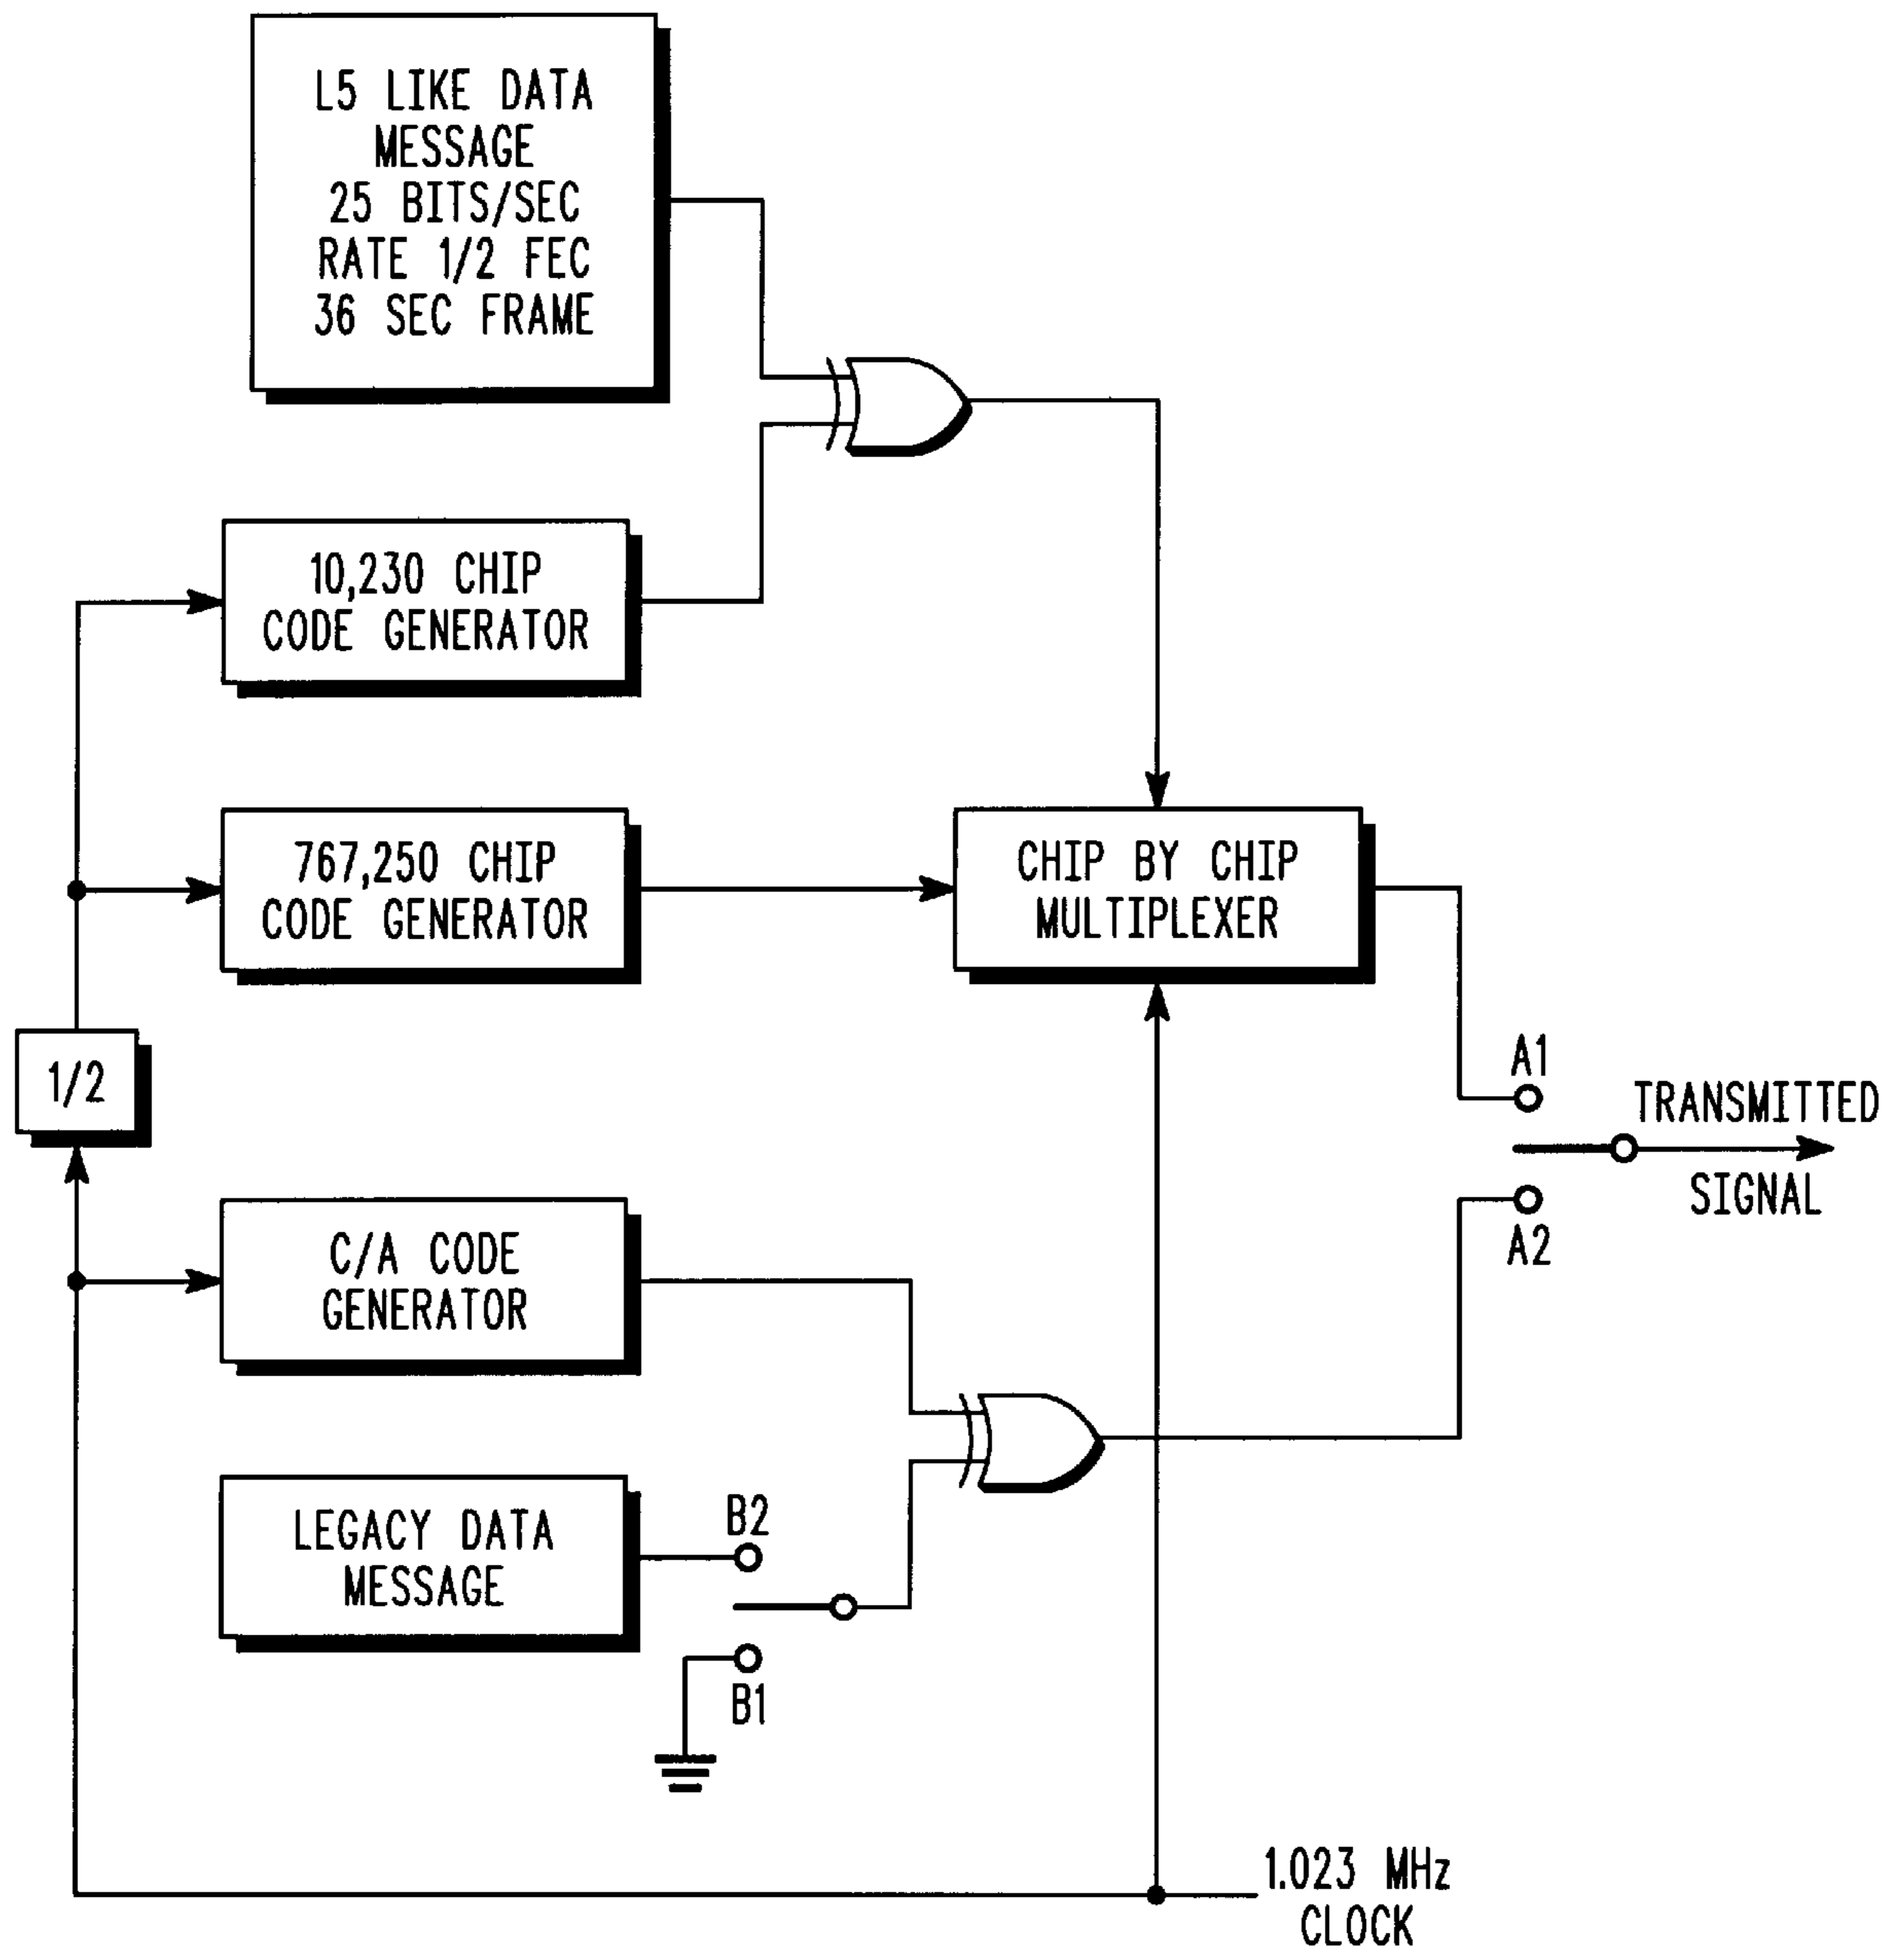 L5 LIKE DATA
MESSAGE
25 BITS/SEC
RATE 1/2 FEC
36 SEC FRAME
10,230 CHIP
CODE GENERATOR
767,250 CHIP
CODE GENERATOR
CHIP BY CHIP
MULTIPLEXER
1/2
A1
TRANSMITTED
SIGNAL
A2
C/A CODE
GENERATOR
LEGACY DATA
MESSAGE
B2
B1
1.023 MHz
CLOCK